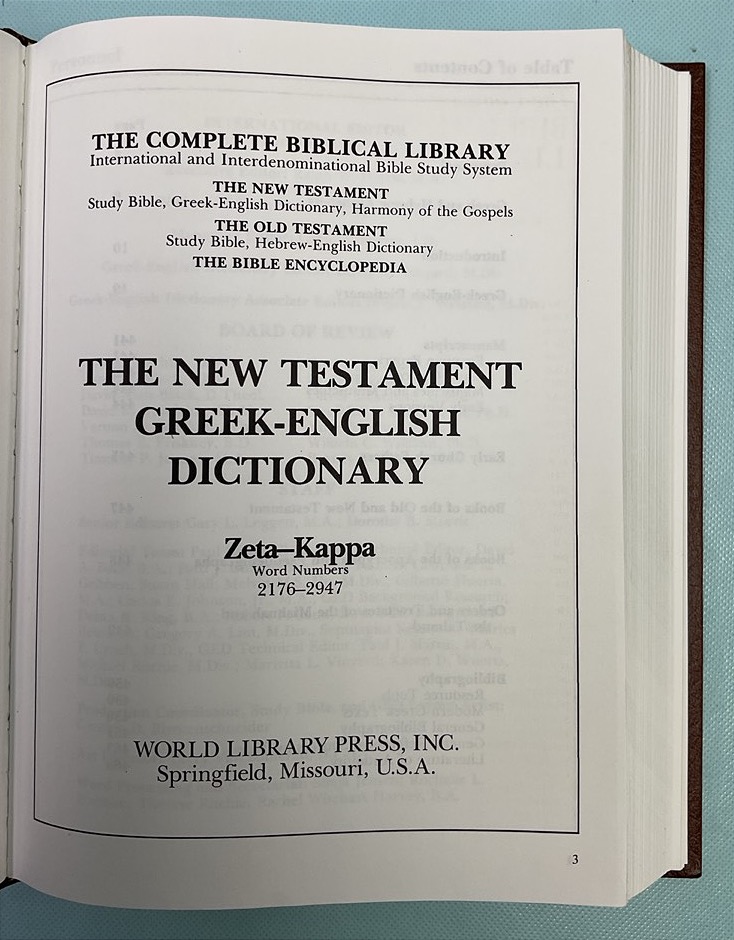 THE COMPLETE BIBLICAL LIBRARY
International and Interdenominational Bible Study System
THE NEW TESTAMENT
Study Bible, Greek-English Dictionary, Harmony of the Gospels
THE OLD TESTAMENT
Study Bible, Hebrew-English Dictionary
THE BIBLE ENCYCLOPEDIA
THE NEW TESTAMENT
GREEK-ENGLISH
DICTIONARY
Zeta–Kappa
Word Numbers
2176–2947
WORLD LIBRARY PRESS, INC.
Springfield, Missouri, U.S.A.
3